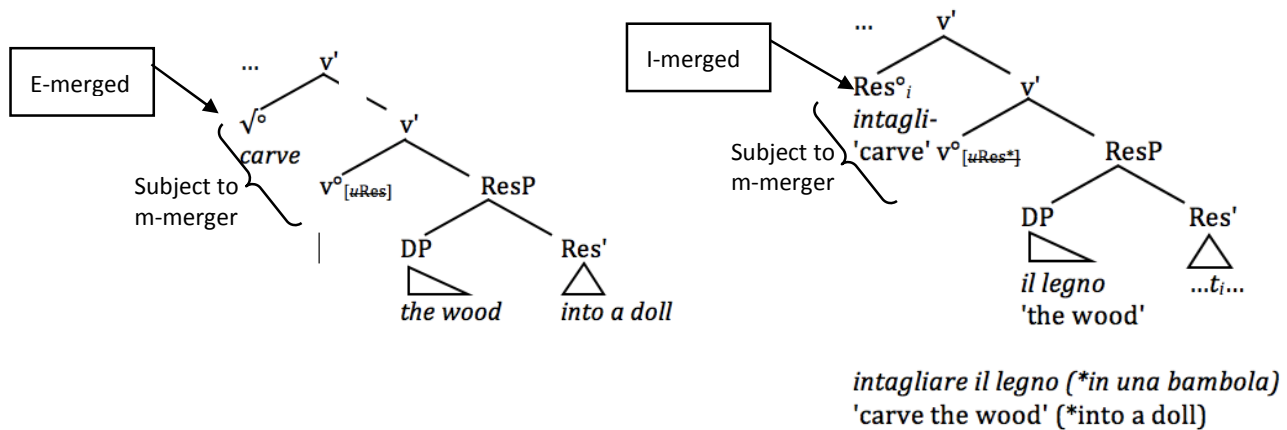 E-merged
... v'
√°
carve
v'
Subject to
m-merger
v°[uRes]
ResP
DP
Res'
the wood
into a doll
I-merged
... v'
Res°i
v'
intagli-
'carve'
Subject to
m-merger
v°[uRes*]
ResP
DP
Res'
il legno
'the wood'
...ti...
intagliare il legno (*in una bambola)
'carve the wood' (*into a doll)